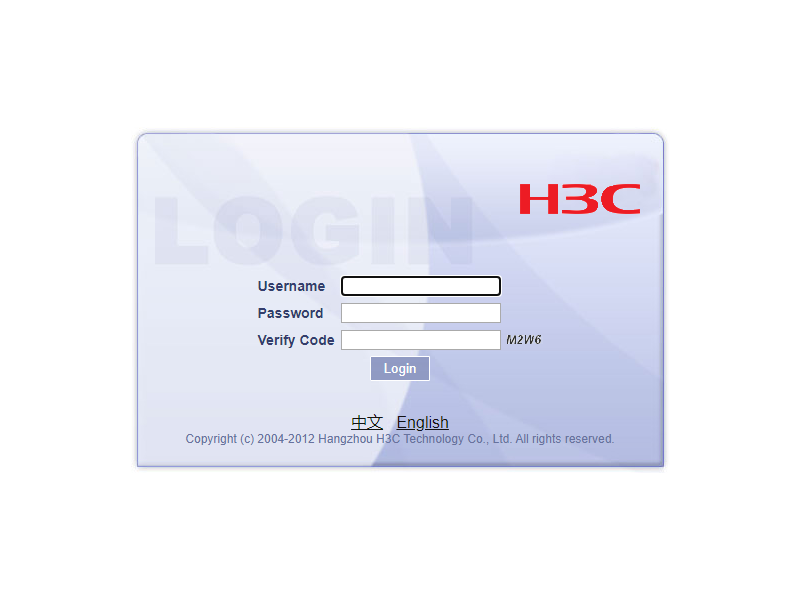 H3C
LOGIN
Username
Password
Verify Code M2W6
Login
中文 English
Copyright (c) 2004-2012 Hangzhou H3C Technology Co., Ltd. All rights reserved.